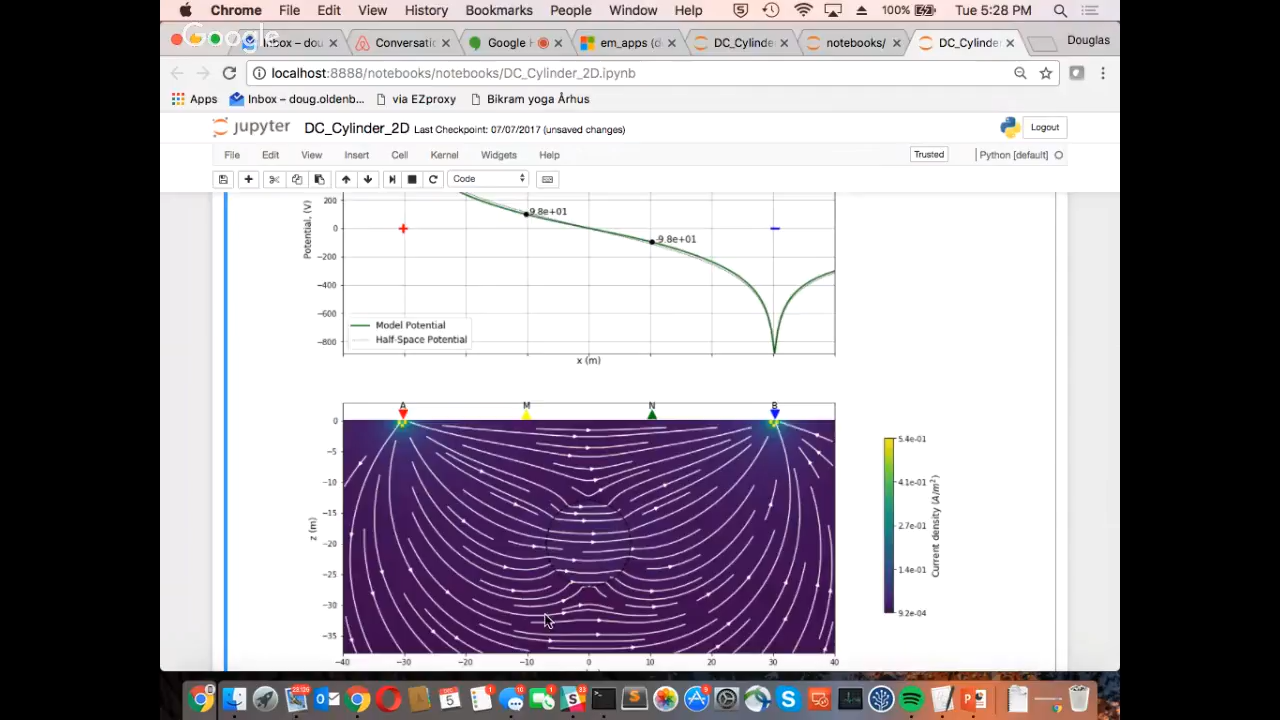 Chrome File Edit View History Bookmarks People Window Help 100% Tue 5:28 PM
Google
Inbox – dou Conversatic Google H em_apps (d DC_Cylinde notebooks/ DC_Cylinde Douglas
localhost:8888/notebooks/notebooks/DC_Cylinder_2D.ipynb
Apps Inbox – doug.oldenb... via EZproxy Bikram yoga Århus
jupyter DC_Cylinder_2D Last Checkpoint: 07/07/2017 (unsaved changes) Logout
File Edit View Insert Cell Kernel Widgets Help Trusted Python [default]
Code
200
9.8e+01
0
+
−
-9.8e+01
−200
−400
−600
−800
Potential, (V)
Model Potential
Half-Space Potential
x (m)
A M N B
0
−5
−10
−15
−20
−25
−30
−35
z (m)
−40 −30 −20 −10 0 10 20 30 40
5.4e-01
4.1e-01
2.7e-01
1.4e-01
9.2e-04
Current density (A/m²)